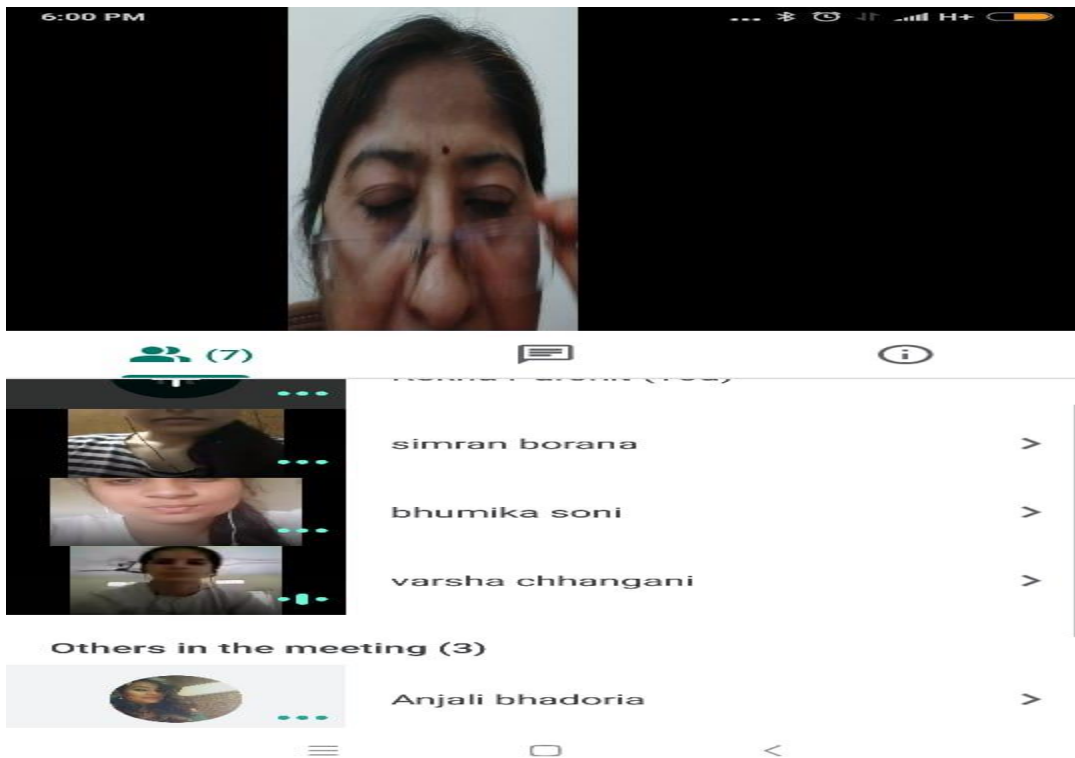 6:00 PM
H+
(7)
simran borana
bhumika soni
varsha chhangani
Others in the meeting (3)
Anjali bhadoria